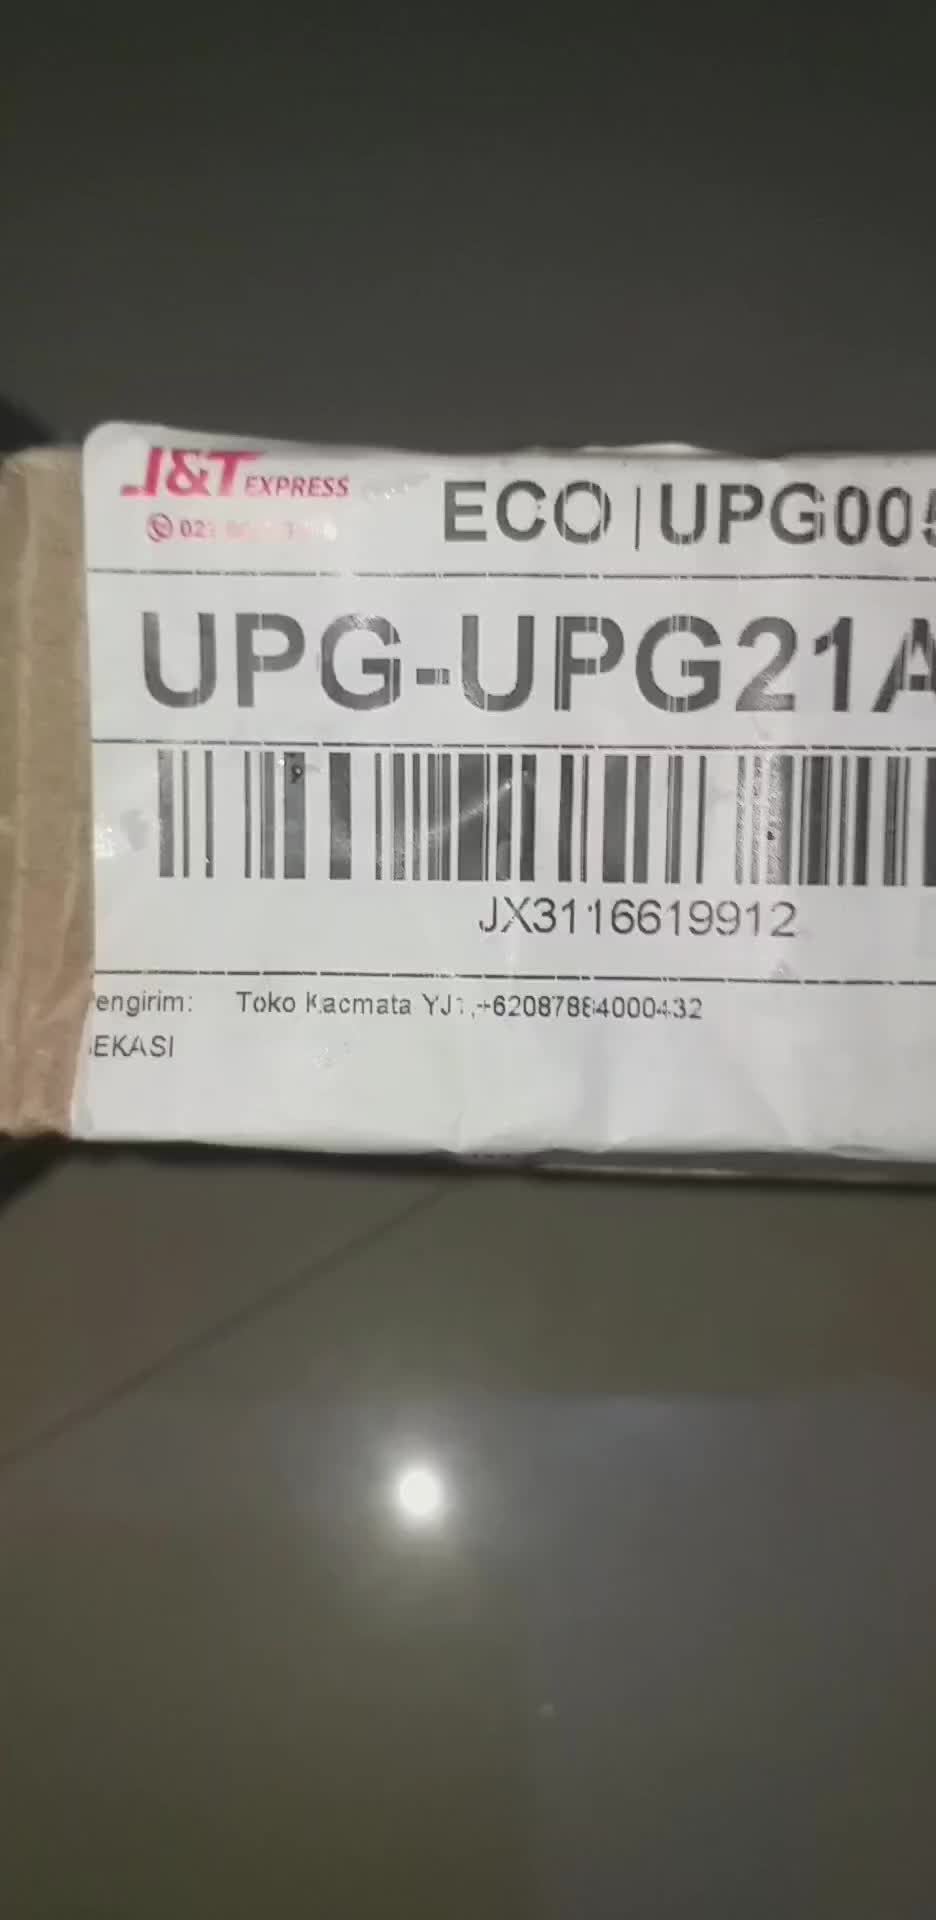 J&T EXPRESS
ECO | UPG005
UPG-UPG21A
JX3116619912
engirim: Toko Kacmata YJ1,+62087884000432
EKASI